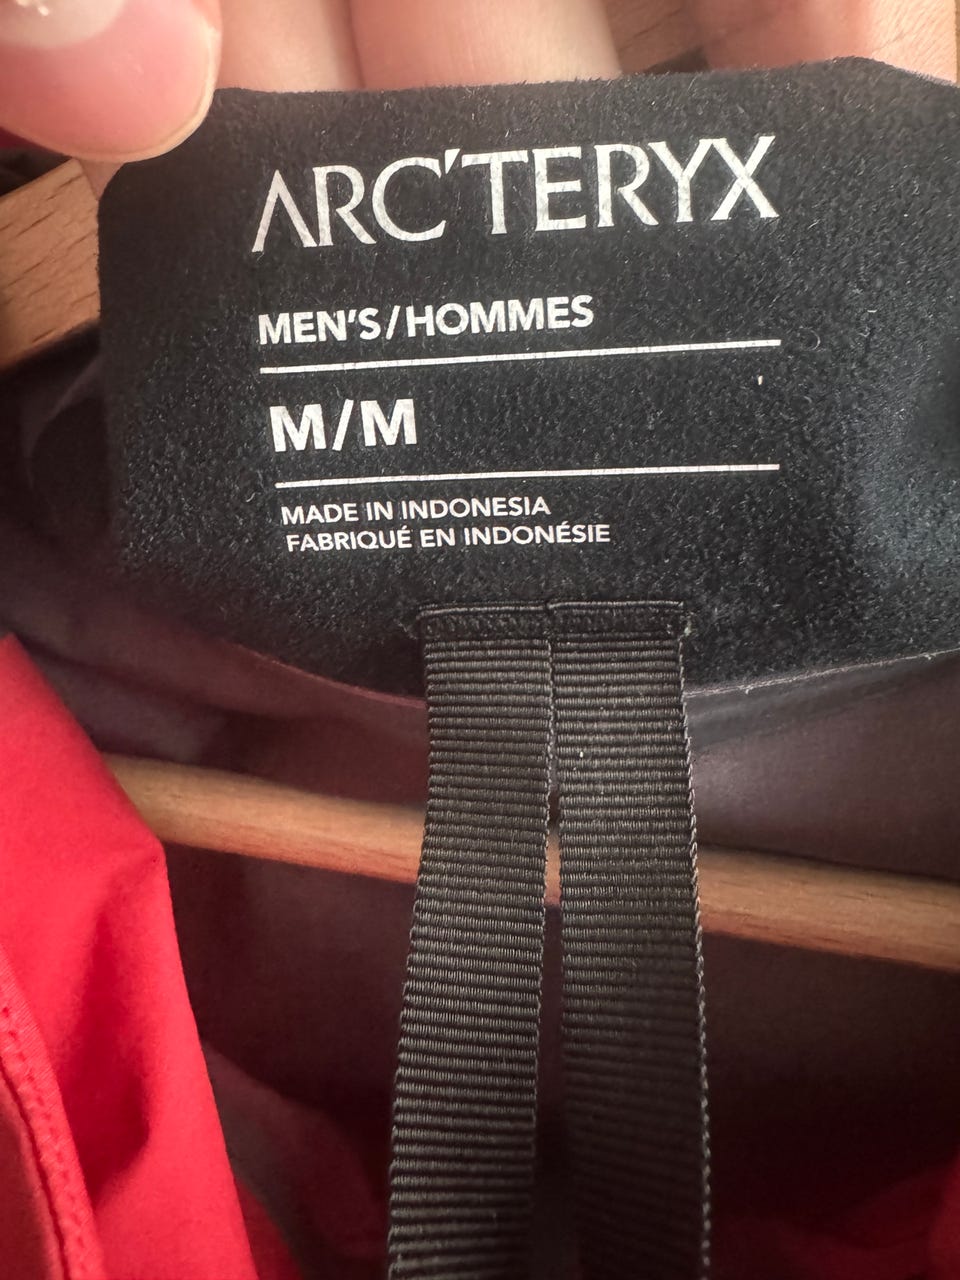 ARC'TERYX
MEN'S/HOMMES
M/M
MADE IN INDONESIA
FABRIQUÉ EN INDONÉSIE